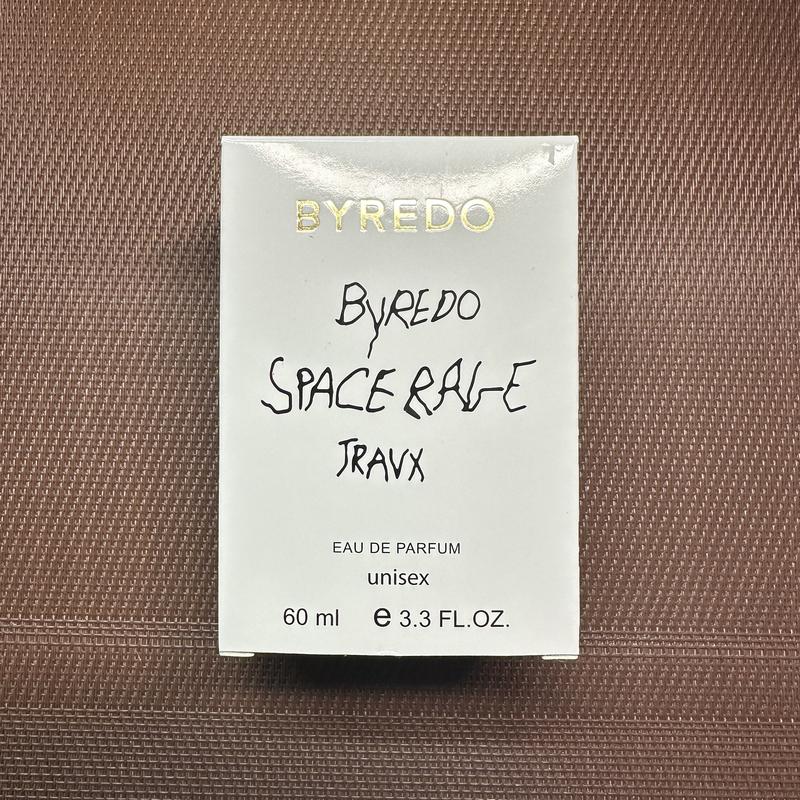 BYREDO
BYREDO
SPACE RAGE
TRAVX
EAU DE PARFUM
unisex
60 ml e 3.3 FL.OZ.